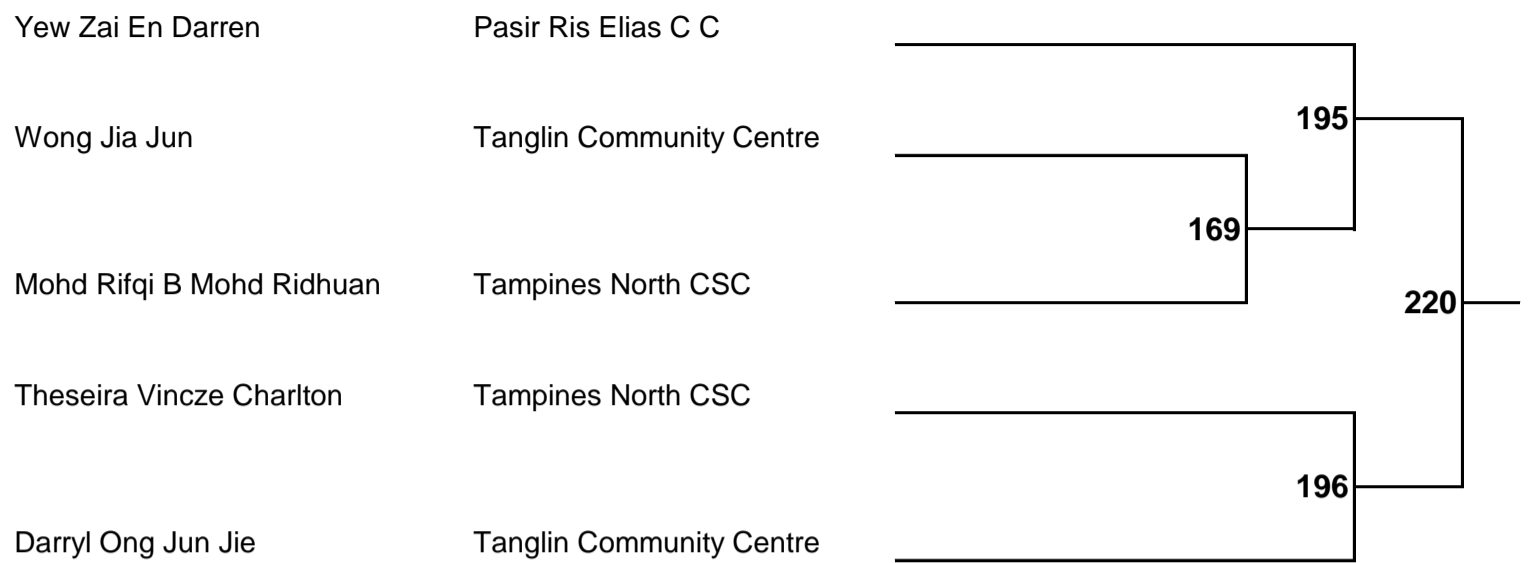 Yew Zai En Darren Pasir Ris Elias C C
195
Wong Jia Jun Tanglin Community Centre
169
Mohd Rifqi B Mohd Ridhuan Tampines North CSC
220
Theseira Vincze Charlton Tampines North CSC
196
Darryl Ong Jun Jie Tanglin Community Centre